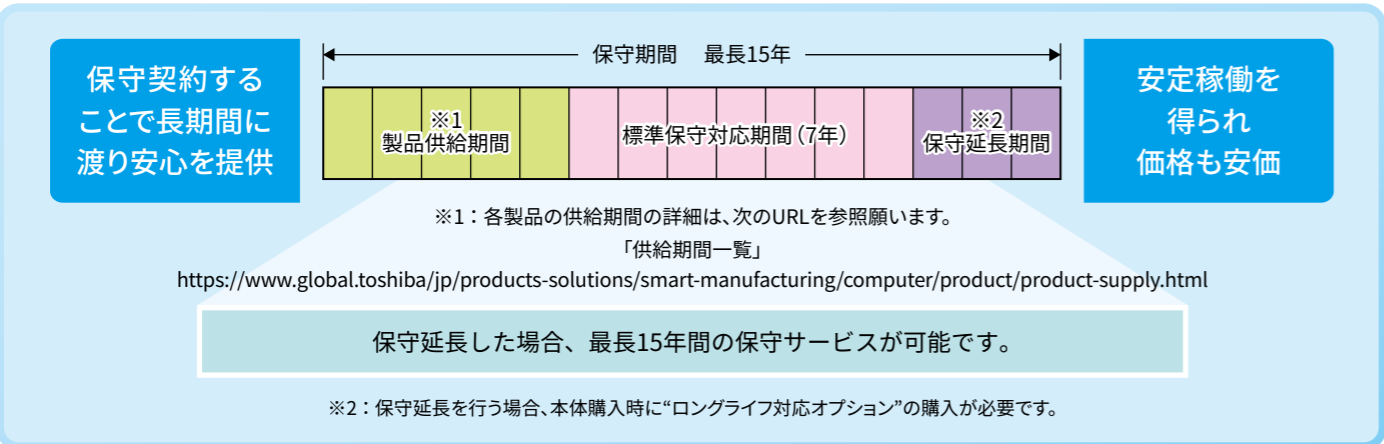 保守期間 最長15年
保守契約する
ことで長期間に
渡り安心を提供
※1
製品供給期間
標準保守対応期間(7年)
※2
保守延長期間
安定稼働を
得られ
価格も安価
※1:各製品の供給期間の詳細は、次のURLを参照願います。
「供給期間一覧」
https://www.global.toshiba/jp/products-solutions/smart-manufacturing/computer/product/product-supply.html
保守延長した場合、最長15年間の保守サービスが可能です。
※2:保守延長を行う場合、本体購入時に“ロングライフ対応オプション”の購入が必要です。